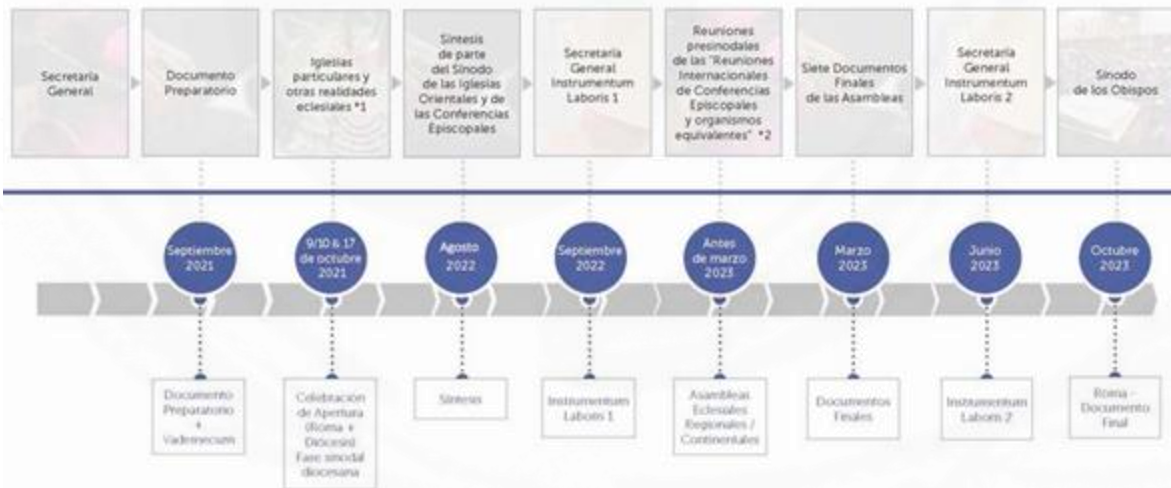 Secretaría
General
Documento
Preparatorio
Iglesias
particulares y
otras realidades
eclesiales *1
Síntesis
de parte
del Sínodo
de las Iglesias
Orientales y de
las Conferencias
Episcopales
Secretaría
General
Instrumentum
Laboris 1
Reuniones
presinodales
de las "Reuniones
Internacionales
de Conferencias
Episcopales
y organismos
equivalentes" *2
Siete Documentos
Finales
de las Asambleas
Secretaría
General
Instrumentum
Laboris 2
Sínodo
de los Obispos
Septiembre
2021
9/10 & 17
de octubre
2021
Agosto
2022
Septiembre
2022
Antes
de marzo
2023
Marzo
2023
Junio
2023
Octubre
2023
Documento
Preparatorio
+
Vademecum
Celebración
de Apertura
(Roma +
Diócesis)
Fase sinodal
diocesana
Síntesis
Instrumentum
Laboris 1
Asambleas
Eclesiales
Regionales /
Continentales
Documentos
Finales
Instrumentum
Laboris 2
Roma -
Documento
Final